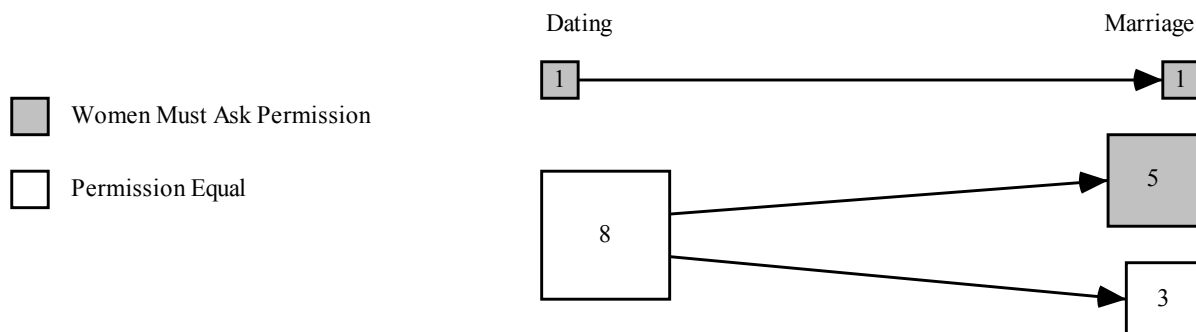 Dating
Marriage
1
1
Women Must Ask Permission
5
Permission Equal
8
3